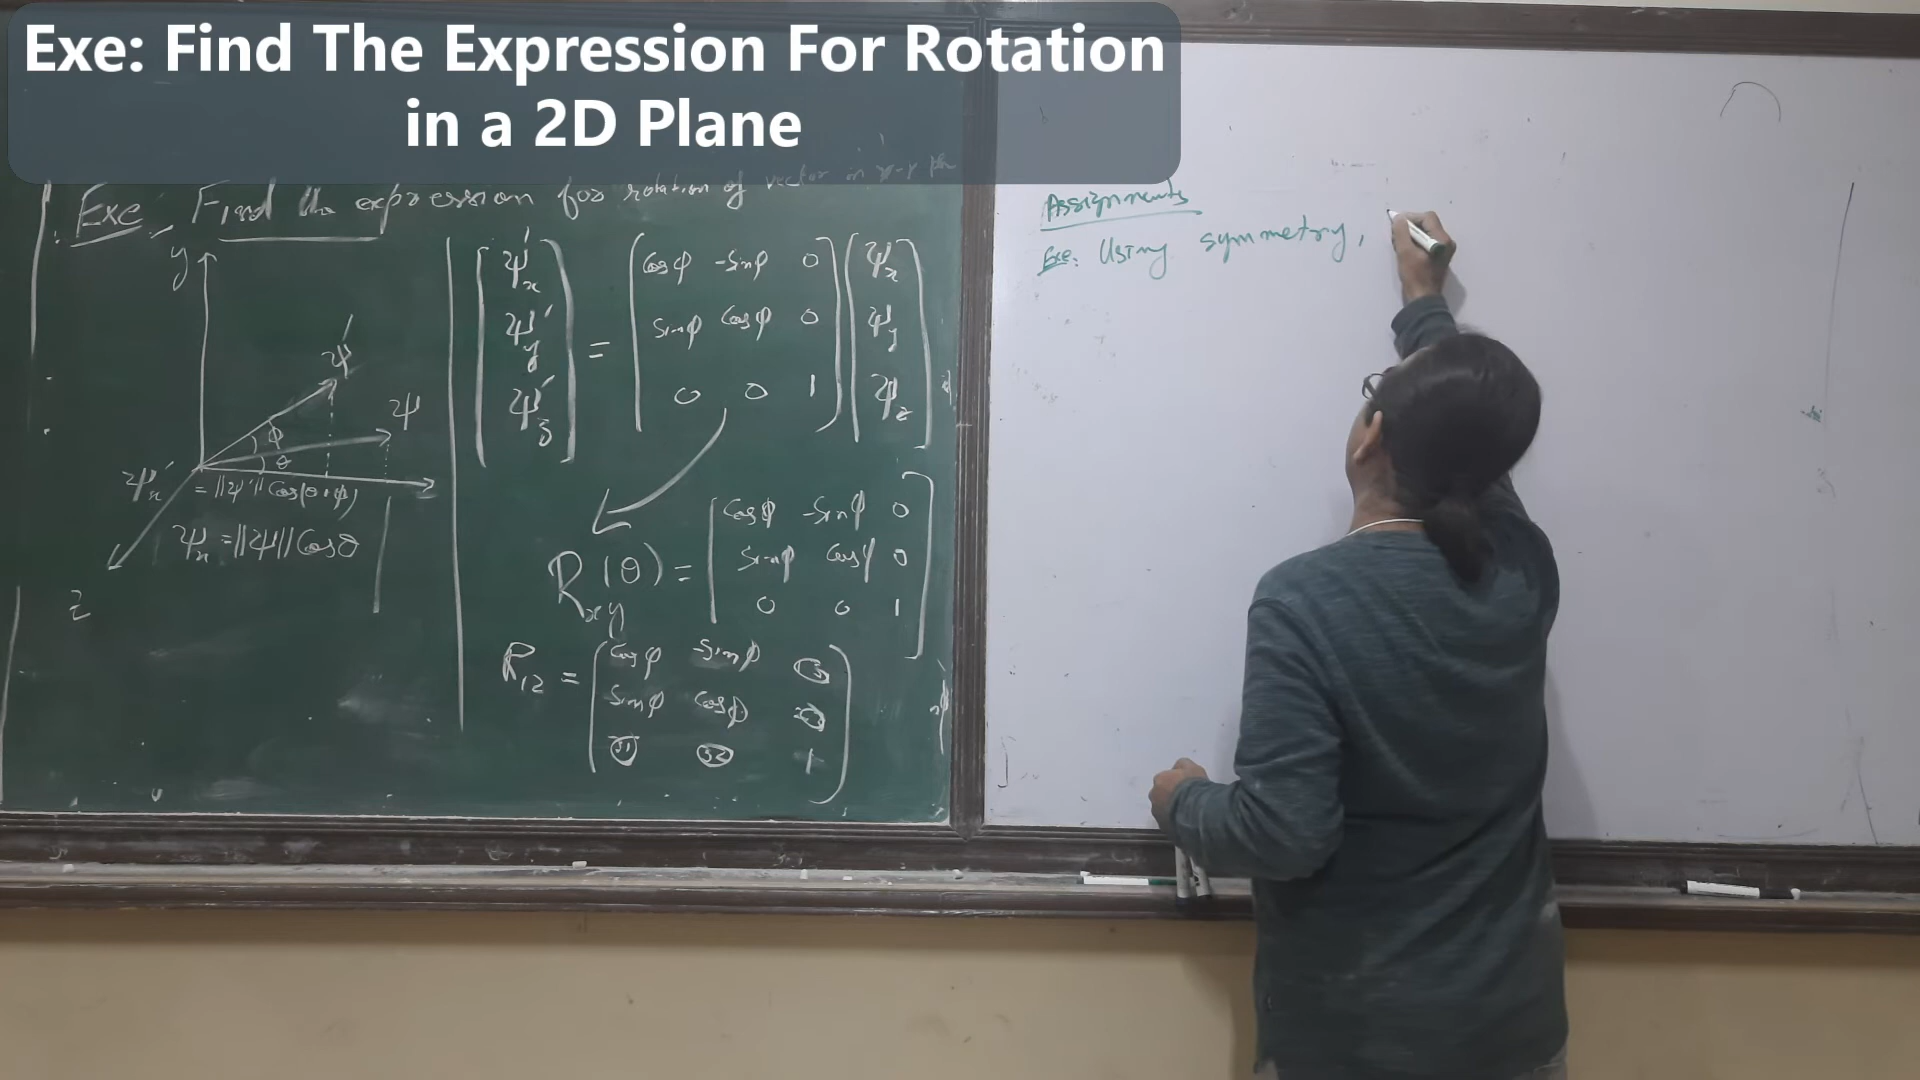 Exe: Find The Expression For Rotation
in a 2D Plane
Exe: Find the expression for rotation of vector in x-y
y
ψ'
ψ
φ
θ
ψ'x = ||ψ'|| Cos(θ+φ)
ψx = ||ψ|| Cosθ
z
ψ'x Cosφ -Sinφ 0 ψx
ψ'y = Sinφ Cosφ 0 ψy
ψ'z 0 0 1 ψz
Cosφ -Sinφ 0
Rxy(θ) = Sinφ Cosφ 0
0 0 1
Cosφ -Sinφ
R12 = Sinφ Cosφ
31 32 1
Assignments
Exe: Using symmetry,